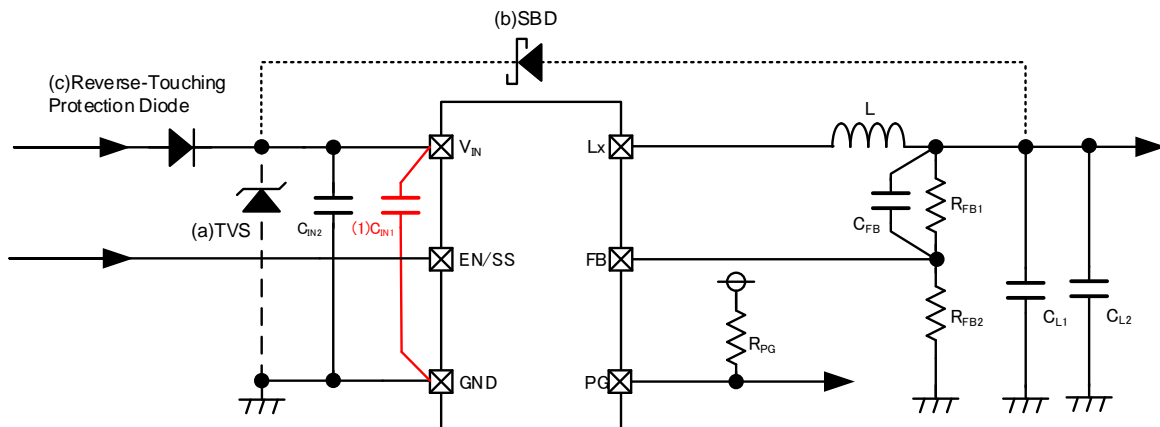 (b)SBD
(c)Reverse-Touching
Protection Diode
L
VIN
Lx
(a)TVS
CIN2
(1)CIN1
CFB
RFB1
EN/SS
FB
RFB2
CL1
CL2
RPG
GND
PG